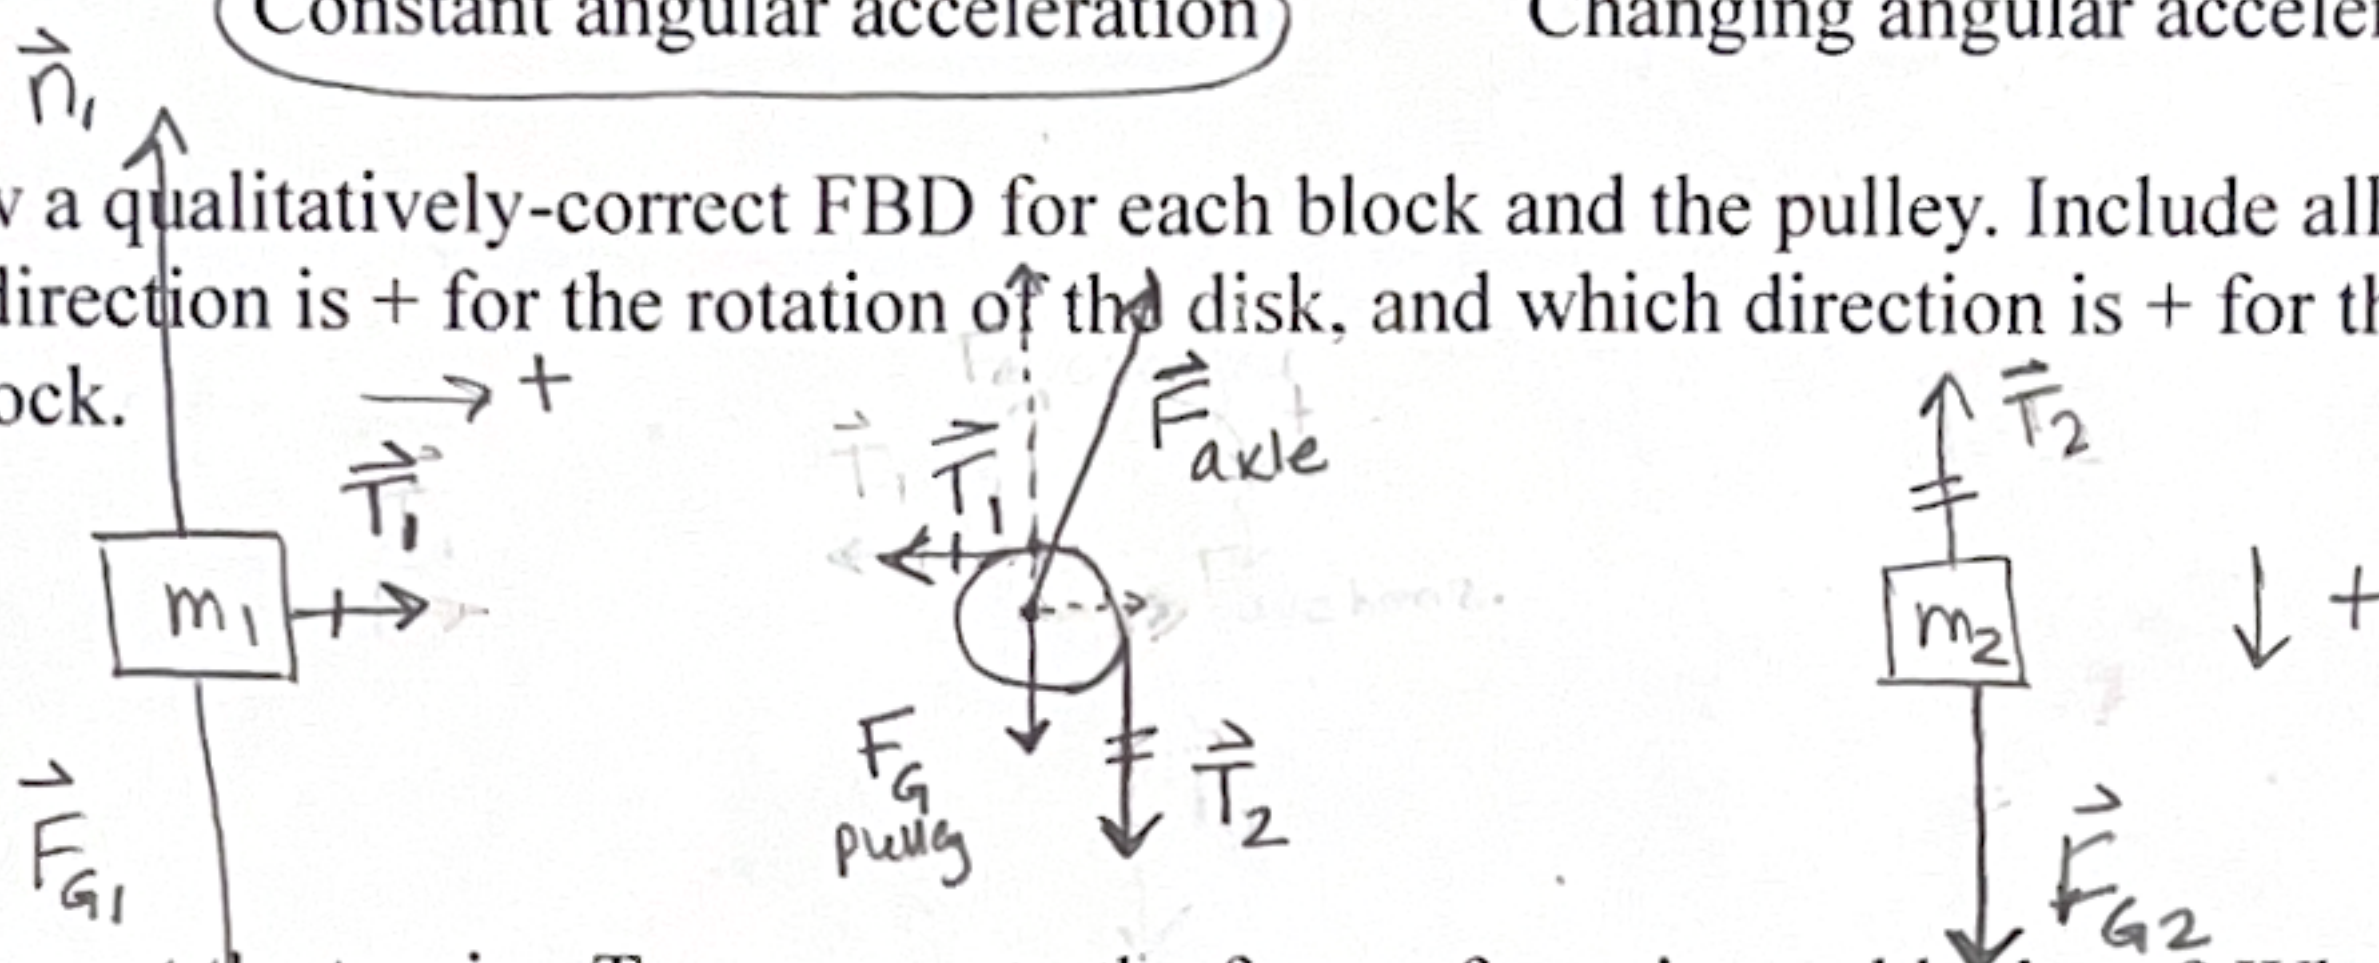 Constant angular acceleration Changing angular accele
n₁
w a qualitatively-correct FBD for each block and the pulley. Include all
direction is + for the rotation of the disk, and which direction is + for th
ock.
→ +
T₁
T₁
F axle
T₂
m₁
m₂
↓ +
F G pully
T₂
F G1
F G2